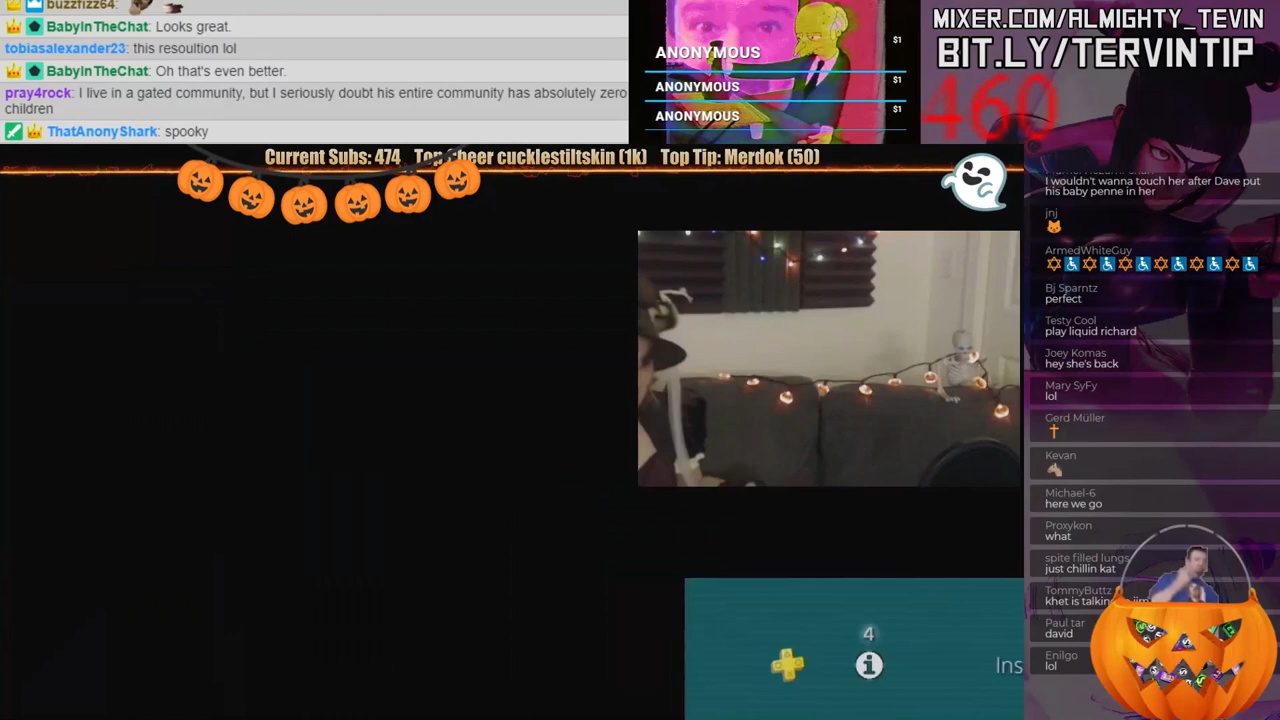 buzzfizz64:
BabyInTheChat: Looks great.
tobiasalexander23: this resoultion lol
BabyInTheChat: Oh that's even better.
pray4rock: I live in a gated community, but I seriously doubt his entire community has absolutely zero
children
ThatAnonyShark: spooky
ANONYMOUS $1
ANONYMOUS $1
ANONYMOUS $1
MIXER.COM/ALMIGHTY_TEVIN
BIT.LY/TERVINTIP
460
Current Subs: 474 Top Cheer cucklestiltskin (1k) Top Tip: Merdok (50)
I wouldn't wanna touch her after Dave put
his baby penne in her
jnj
ArmedWhiteGuy
Bj Sparntz
perfect
Testy Cool
play liquid richard
Joey Komas
hey she's back
Mary SyFy
lol
Gerd Müller
Kevan
Michael-6
here we go
Proxykon
what
spite filled lungs
just chillin kat
TommyButtz
khet is talking
Paul tar
david
Enilgo
lol
4
Ins